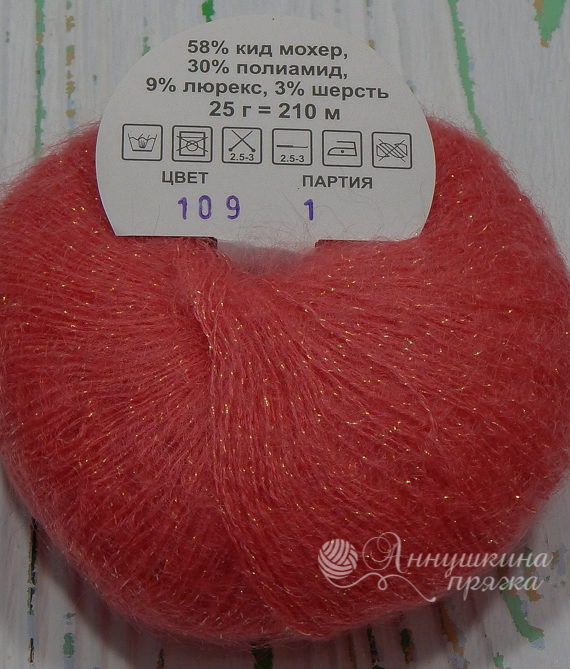 58% кид мохер,
30% полиамид,
9% люрекс, 3% шерсть
25 г = 210 м
2.5-3 2.5-3
ЦВЕТ ПАРТИЯ
109 1
Аннушкина
пряжа